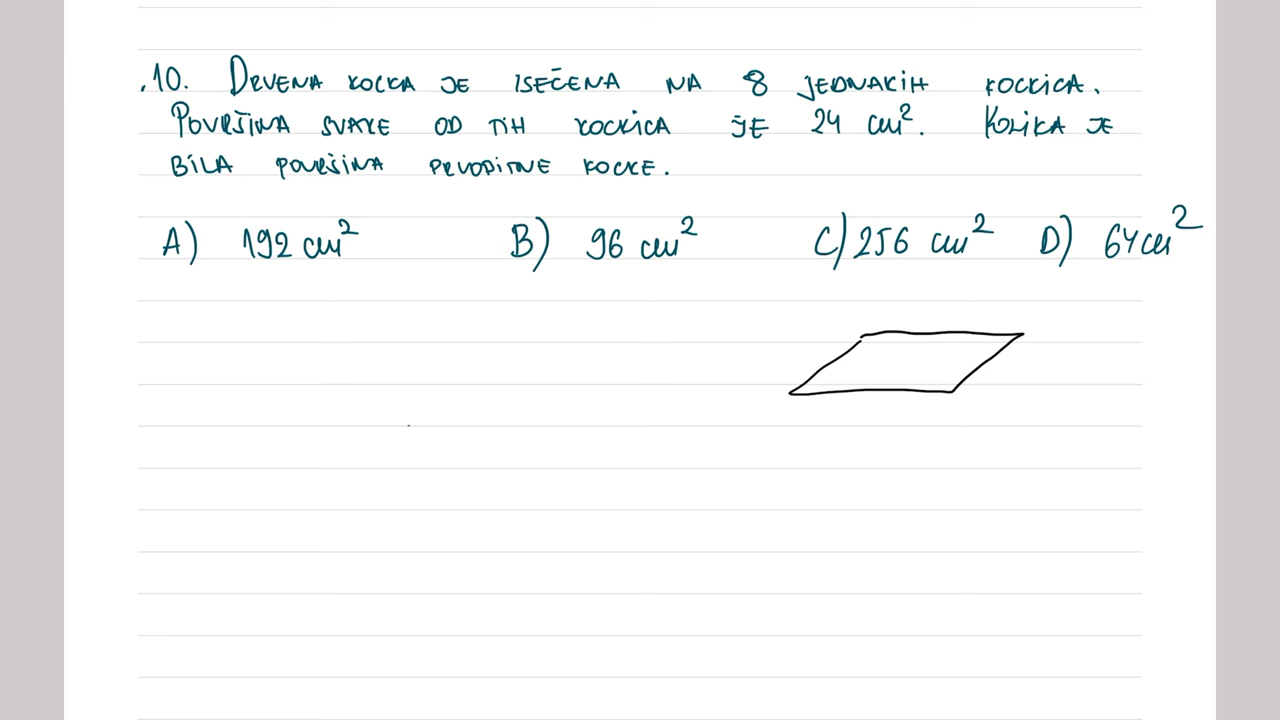 .10. DRVENA KOCKA JE ISEČENA NA 8 JEDNAKIH KOCKICA.
POVRŠINA SVAKE OD TIH KOCKICA JE 24 cm². KOLIKA JE
BILA POVRŠINA PRVOBITNE KOCKE.
A) 192 cm² B) 96 cm² C) 256 cm² D) 64 cm²